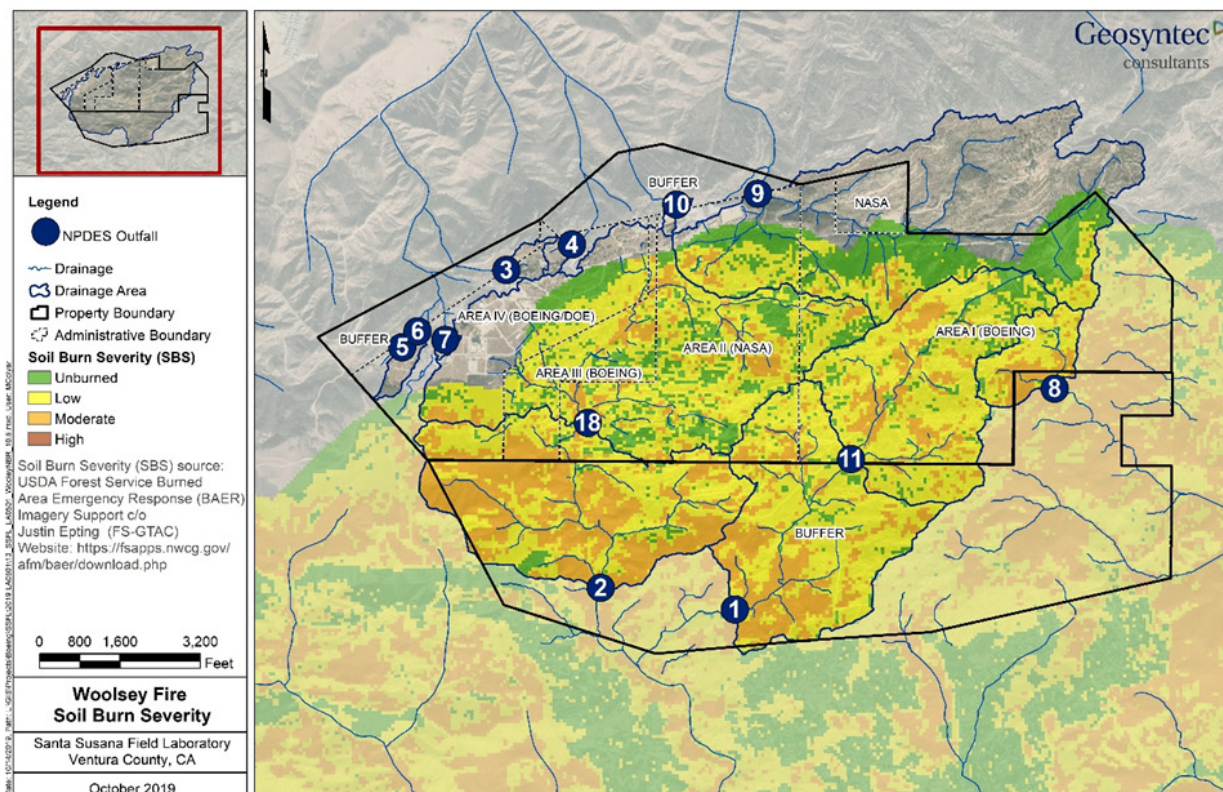 Legend
NPDES Outfall
Drainage
Drainage Area
Property Boundary
Administrative Boundary
Soil Burn Severity (SBS)
Unburned
Low
Moderate
High
Soil Burn Severity (SBS) source:
USDA Forest Service Burned
Area Emergency Response (BAER)
Imagery Support c/o
Justin Epting (FS-GTAC)
Website: https://fsapps.nwcg.gov/
afm/baer/download.php
0 800 1,600 3,200
Feet
Woolsey Fire
Soil Burn Severity
Santa Susana Field Laboratory
Ventura County, CA
October 2019
Geosyntec
consultants
BUFFER
9
10
NASA
4
3
AREA IV (BOEING/DOE)
BUFFER
6
5
7
AREA I (BOEING)
AREA II (NASA)
AREA III (BOEING)
8
18
11
BUFFER
2
1